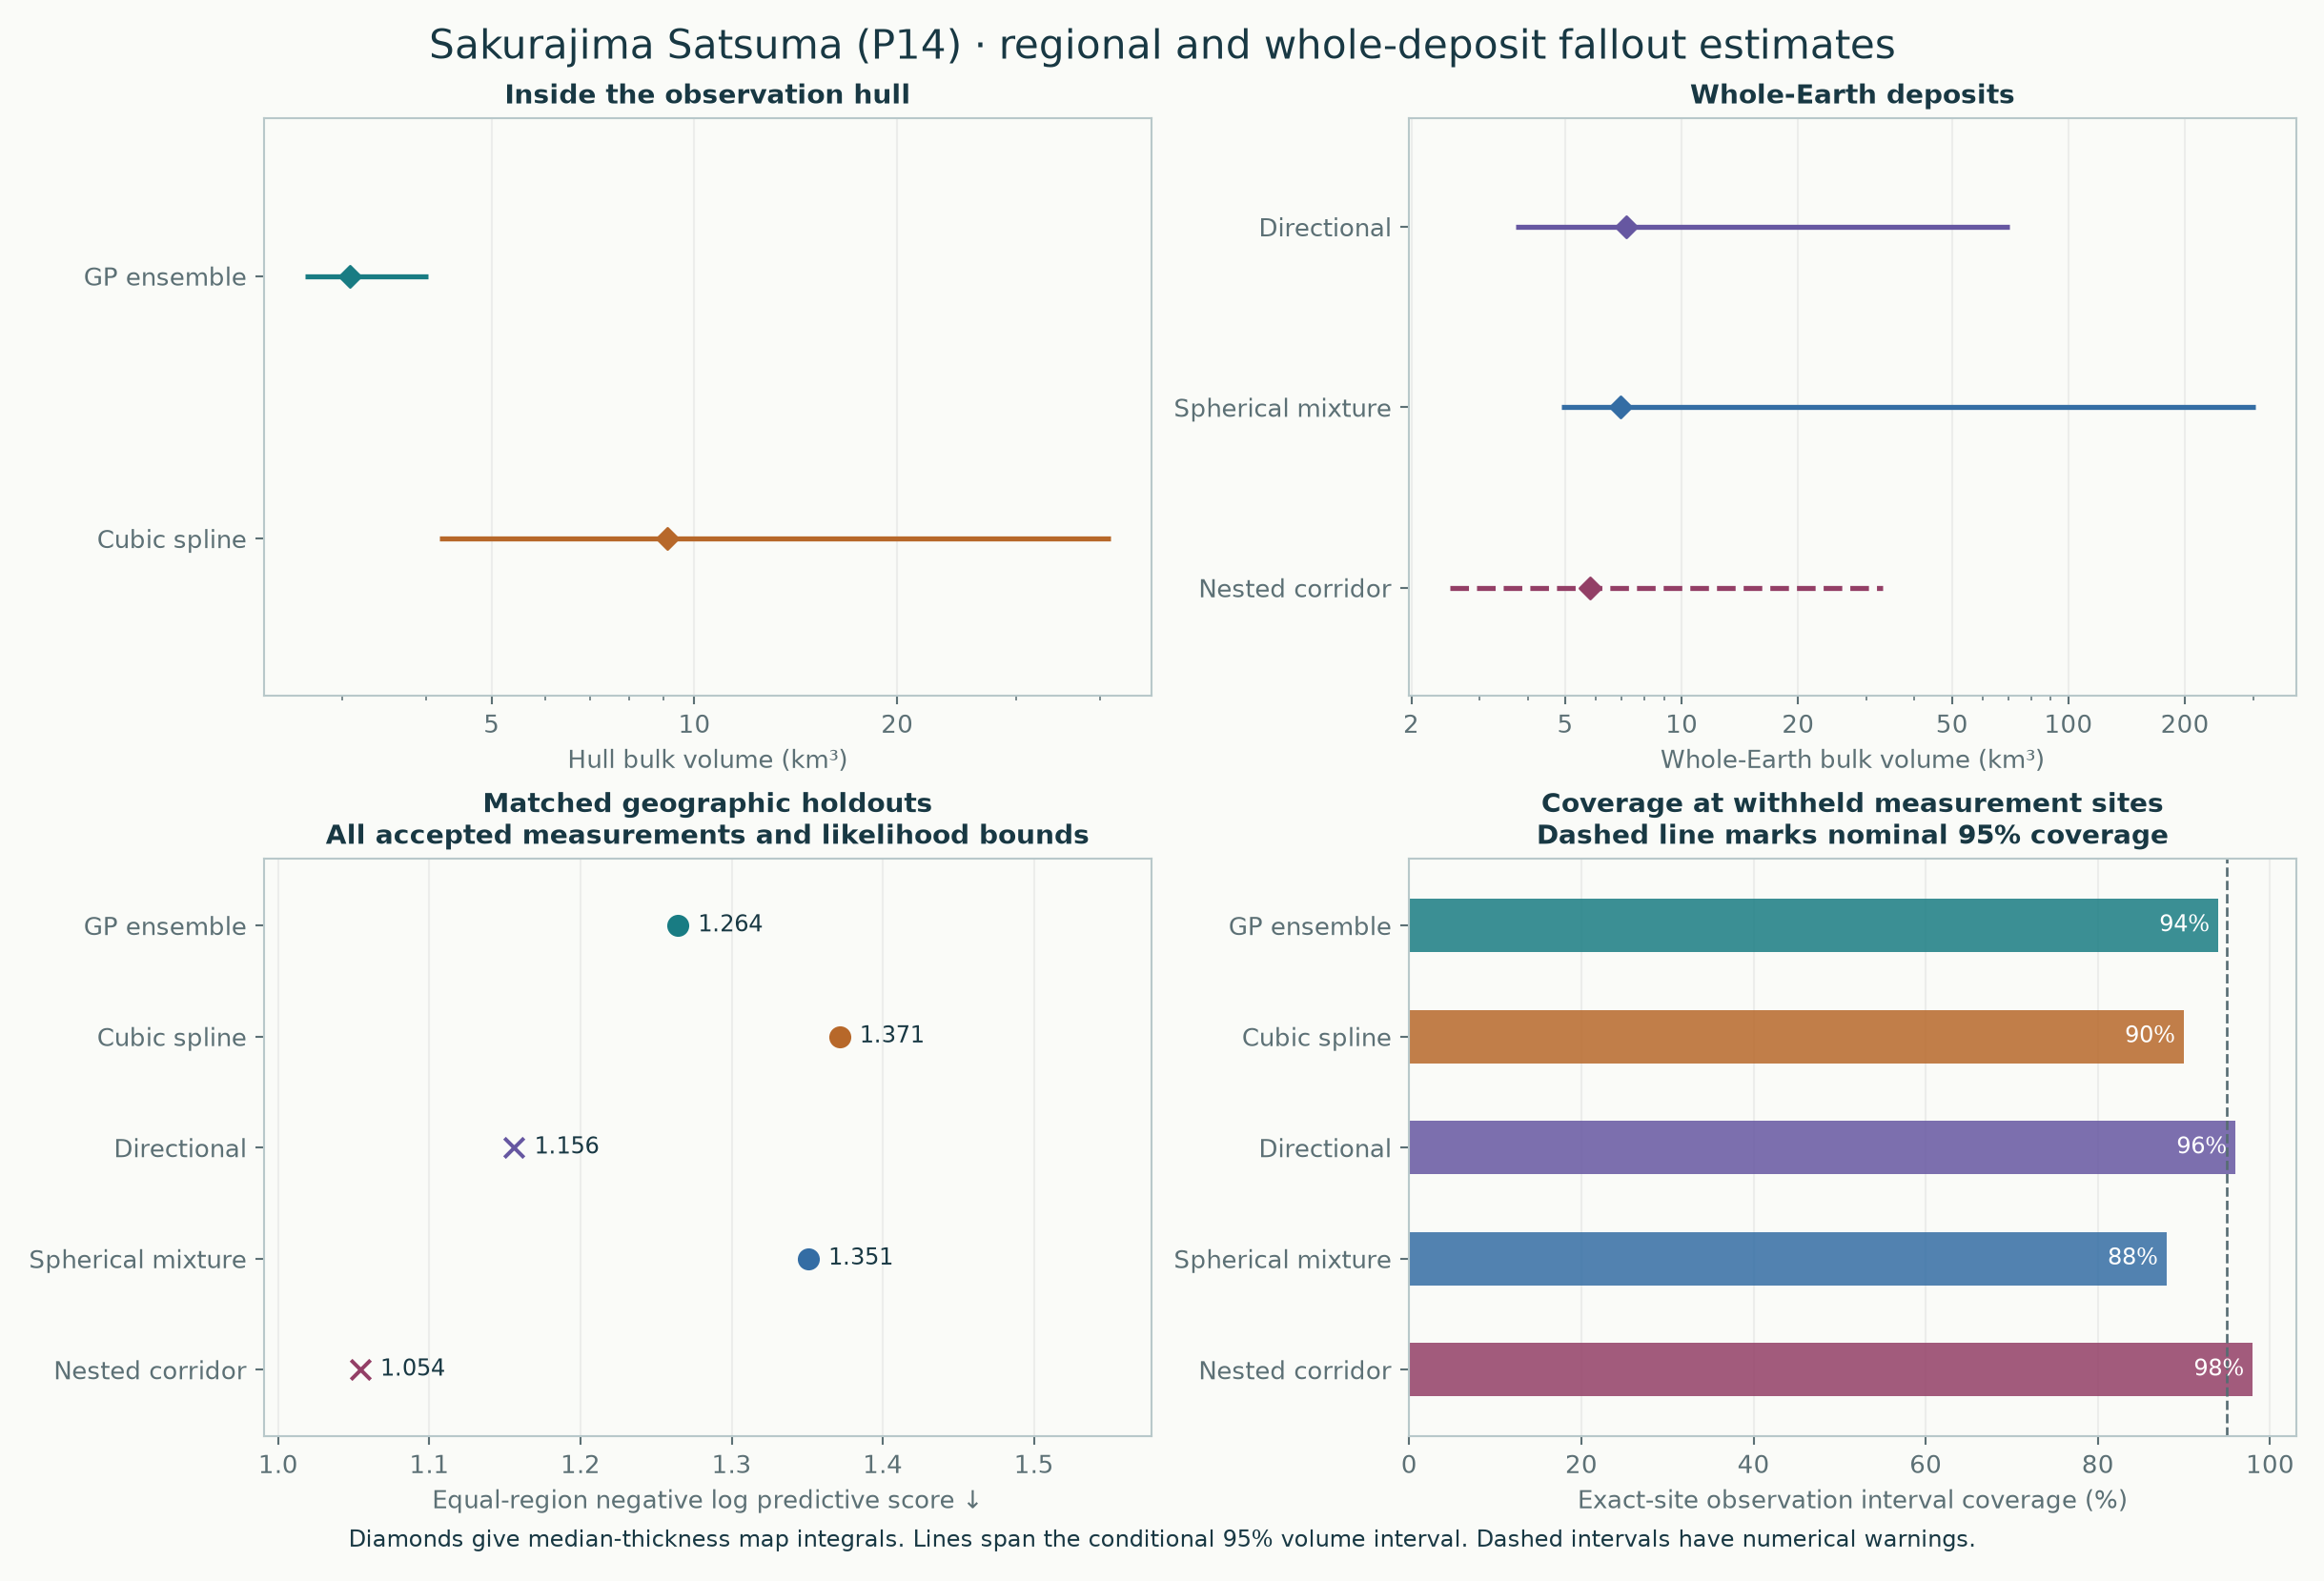 Sakurajima Satsuma (P14) · regional and whole-deposit fallout estimates
Inside the observation hull
GP ensemble
Cubic spline
5 10 20
Hull bulk volume (km³)
Whole-Earth deposits
Directional
Spherical mixture
Nested corridor
2 5 10 20 50 100 200
Whole-Earth bulk volume (km³)
Matched geographic holdouts
All accepted measurements and likelihood bounds
GP ensemble 1.264
Cubic spline 1.371
Directional 1.156
Spherical mixture 1.351
Nested corridor 1.054
1.0 1.1 1.2 1.3 1.4 1.5
Equal-region negative log predictive score ↓
Coverage at withheld measurement sites
Dashed line marks nominal 95% coverage
GP ensemble 94%
Cubic spline 90%
Directional 96%
Spherical mixture 88%
Nested corridor 98%
0 20 40 60 80 100
Exact-site observation interval coverage (%)
Diamonds give median-thickness map integrals. Lines span the conditional 95% volume interval. Dashed intervals have numerical warnings.